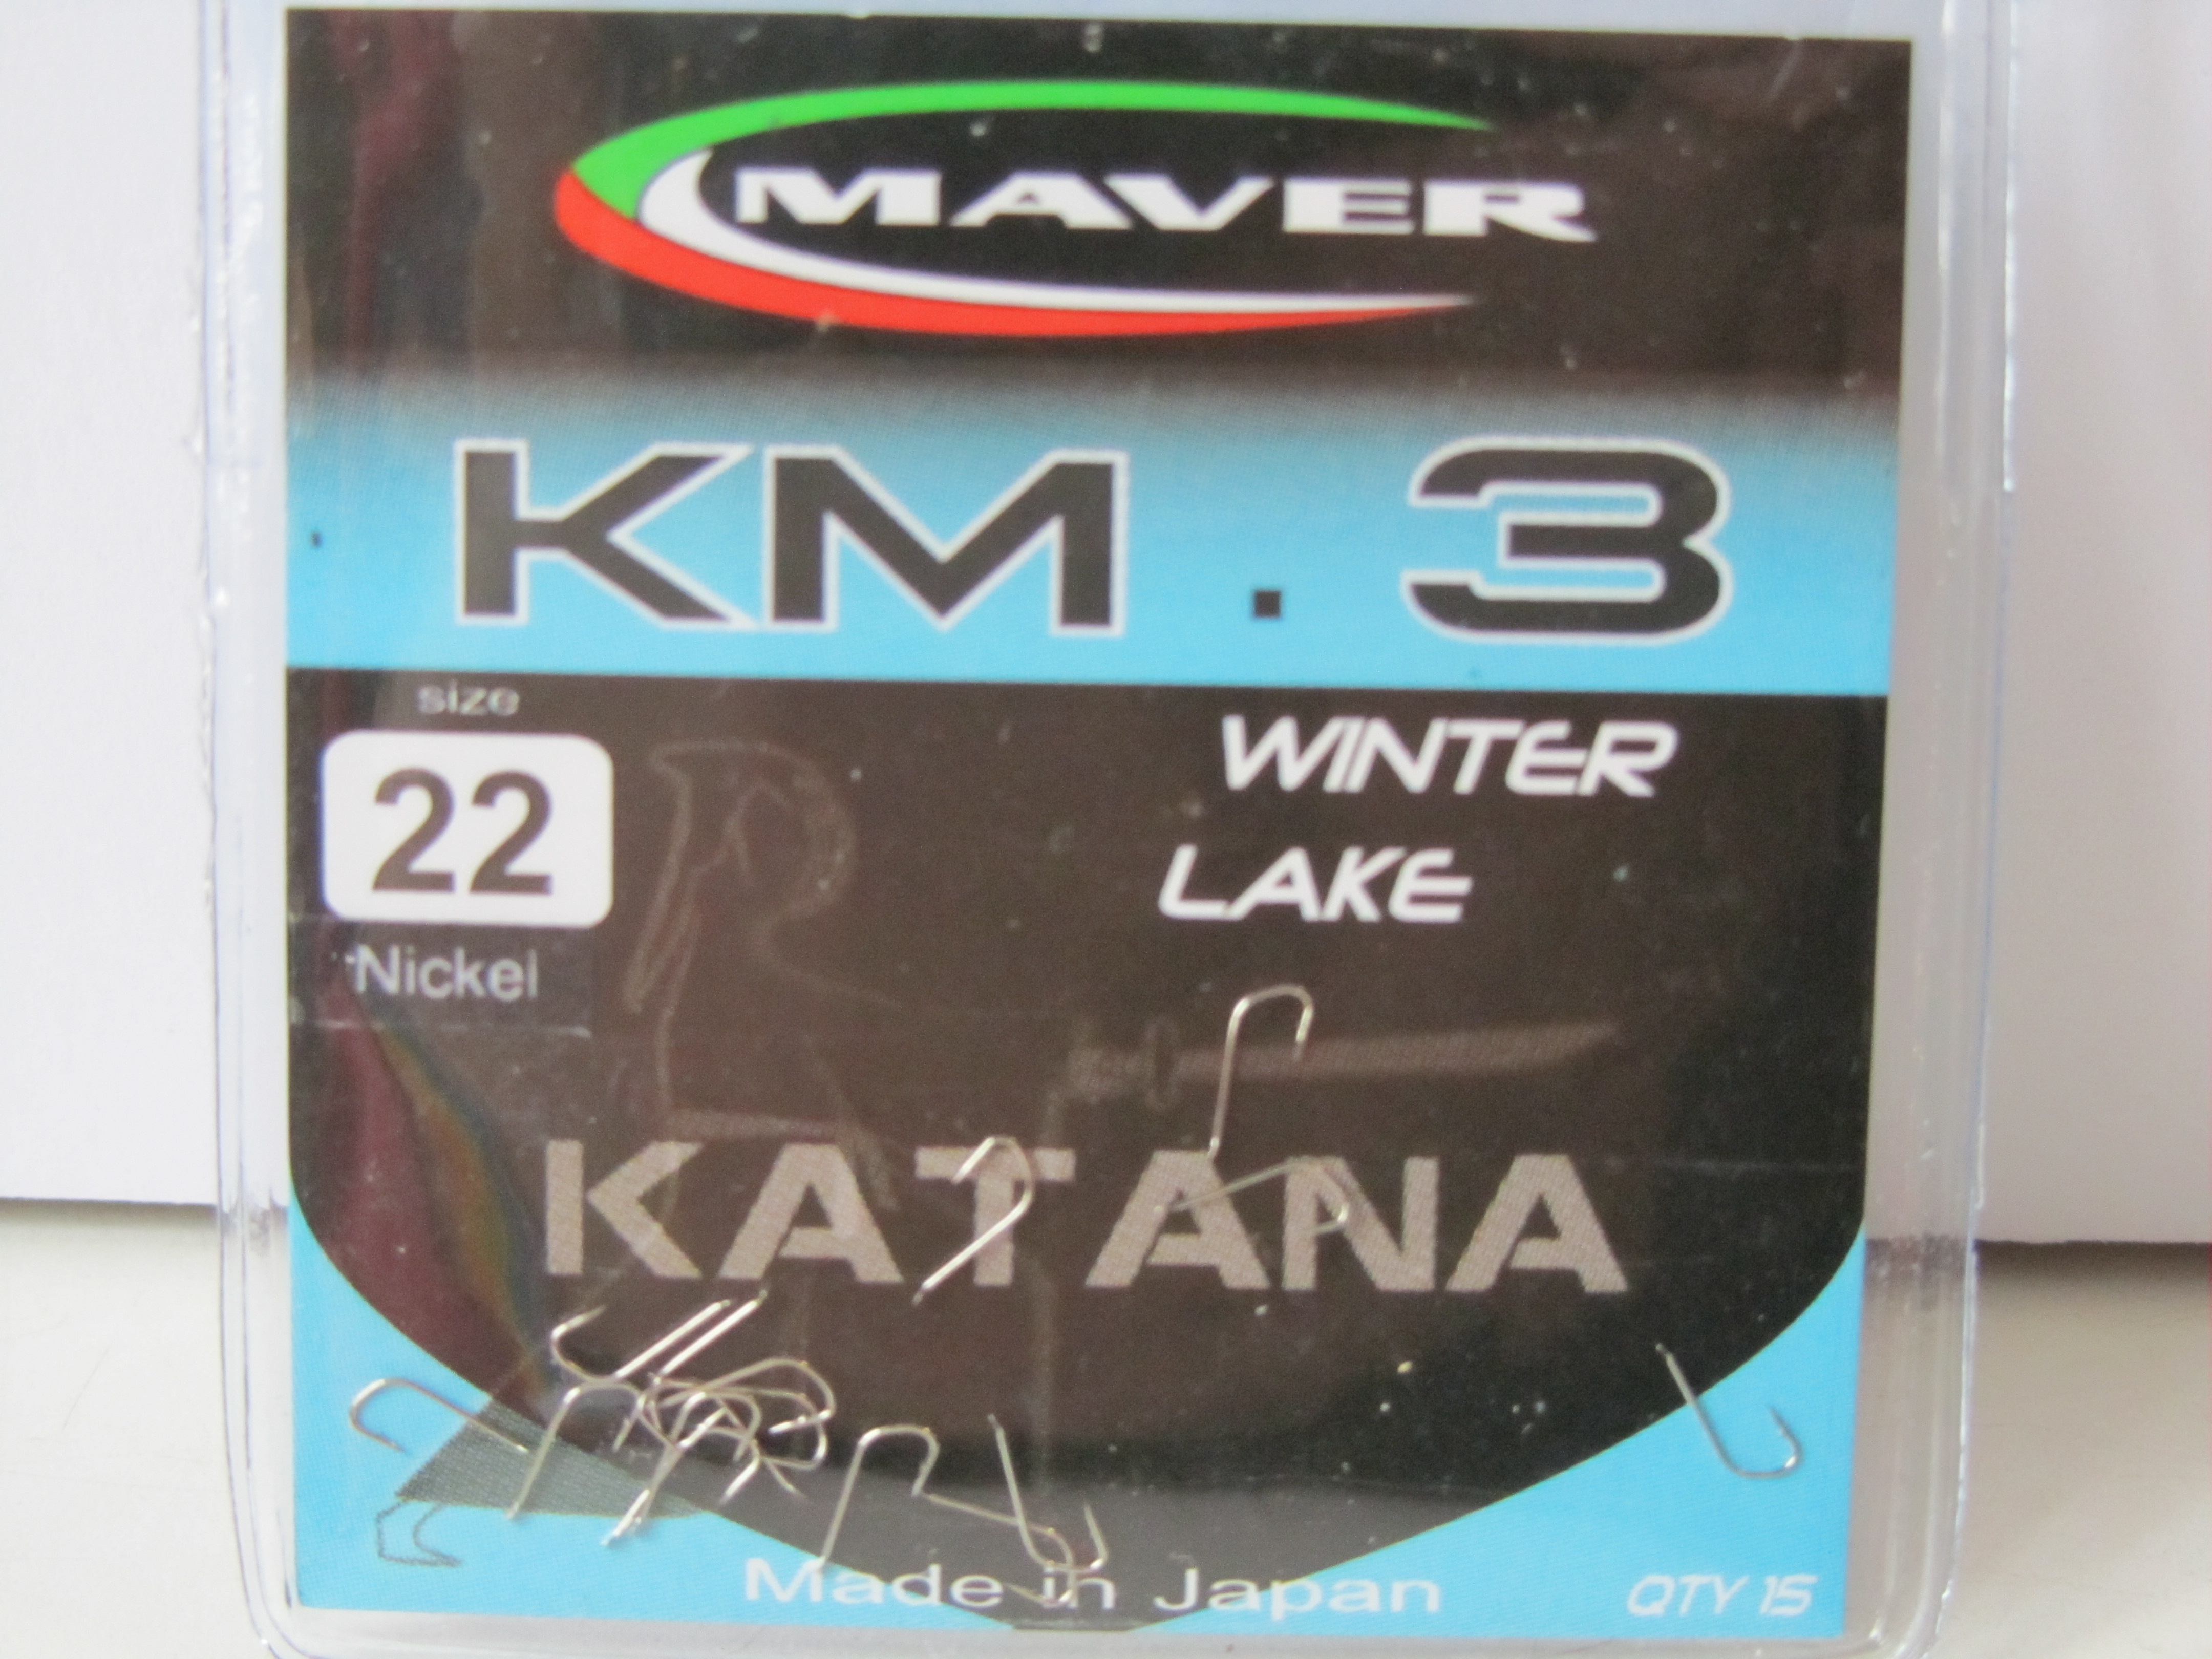 MAVER
KM . 3
size
22
Nickel
WINTER
LAKE
KATANA
Made in Japan
QTY 15